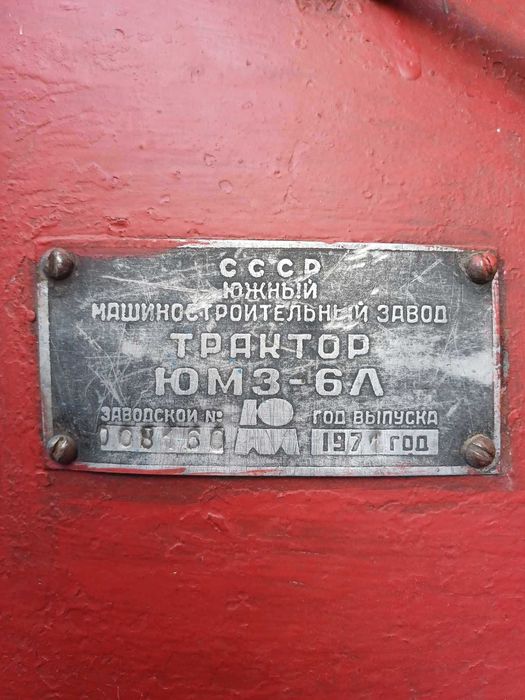 СССР
ЮЖНЫЙ
МАШИНОСТРОИТЕЛЬНЫЙ ЗАВОД
ТРАКТОР
ЮМЗ-6Л
ЗАВОДСКОЙ № ГОД ВЫПУСКА
ГОД